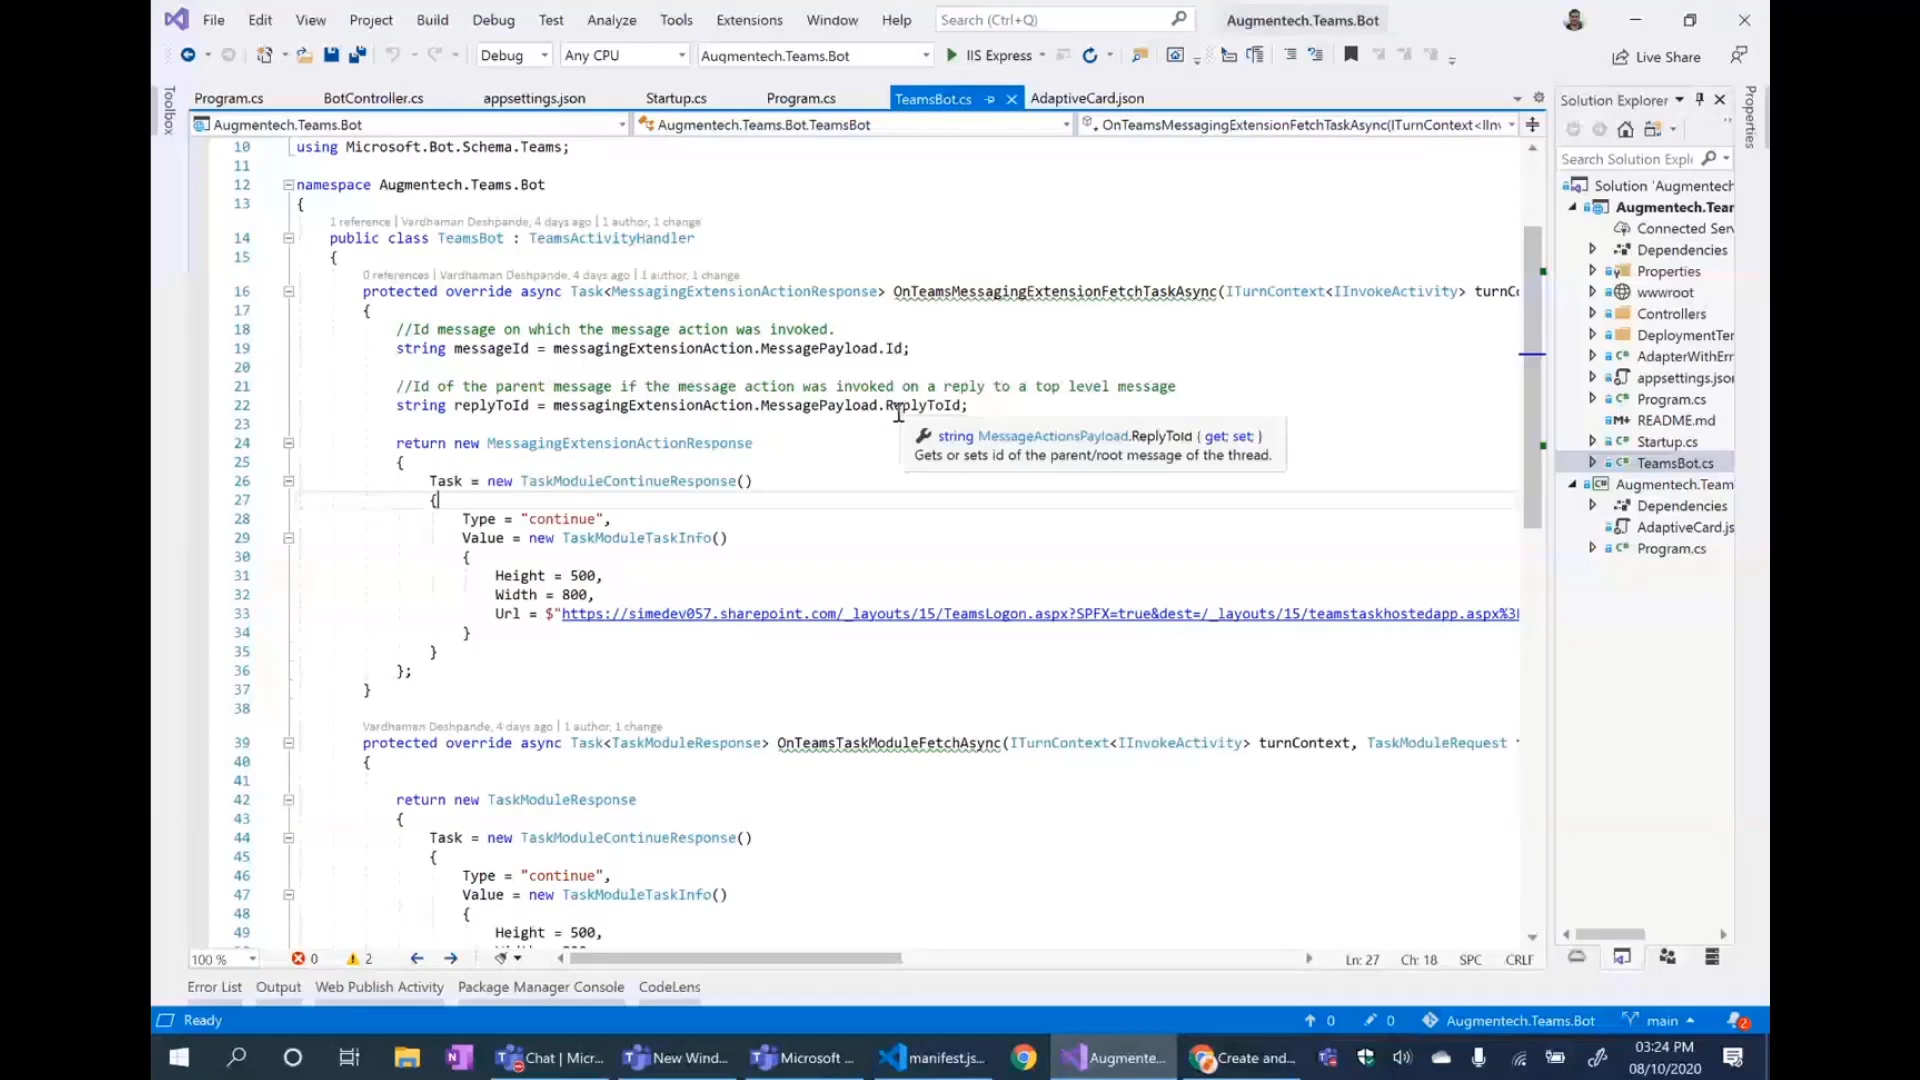 File Edit View Project Build Debug Test Analyze Tools Extensions Window Help Search (Ctrl+Q) Augmentech.Teams.Bot
Debug Any CPU Augmentech.Teams.Bot IIS Express Live Share
Toolbox
Program.cs BotController.cs appsettings.json Startup.cs Program.cs TeamsBot.cs AdaptiveCard.json
Augmentech.Teams.Bot Augmentech.Teams.Bot.TeamsBot OnTeamsMessagingExtensionFetchTaskAsync(ITurnContext<IInv
10 using Microsoft.Bot.Schema.Teams;
11
12 namespace Augmentech.Teams.Bot
13 {
1 reference | Vardhaman Deshpande, 4 days ago | 1 author, 1 change
14 public class TeamsBot : TeamsActivityHandler
15 {
0 references | Vardhaman Deshpande, 4 days ago | 1 author, 1 change
16 protected override async Task<MessagingExtensionActionResponse> OnTeamsMessagingExtensionFetchTaskAsync(ITurnContext<IInvokeActivity> turnCo
17 {
18 //Id message on which the message action was invoked.
19 string messageId = messagingExtensionAction.MessagePayload.Id;
20
21 //Id of the parent message if the message action was invoked on a reply to a top level message
22 string replyToId = messagingExtensionAction.MessagePayload.ReplyToId;
23
string MessageActionsPayload.ReplyToId { get; set; }
Gets or sets id of the parent/root message of the thread.
24 return new MessagingExtensionActionResponse
25 {
26 Task = new TaskModuleContinueResponse()
27 {
28 Type = "continue",
29 Value = new TaskModuleTaskInfo()
30 {
31 Height = 500,
32 Width = 800,
33 Url = $"https://simedev057.sharepoint.com/_layouts/15/TeamsLogon.aspx?SPFX=true&dest=/_layouts/15/teamstaskhostedapp.aspx%3
34 }
35 }
36 };
37 }
38
Vardhaman Deshpande, 4 days ago | 1 author, 1 change
39 protected override async Task<TaskModuleResponse> OnTeamsTaskModuleFetchAsync(ITurnContext<IInvokeActivity> turnContext, TaskModuleRequest
40 {
41
42 return new TaskModuleResponse
43 {
44 Task = new TaskModuleContinueResponse()
45 {
46 Type = "continue",
47 Value = new TaskModuleTaskInfo()
48 {
49 Height = 500,
100 % 0 2 Ln: 27 Ch: 18 SPC CRLF
Solution Explorer
Properties
Search Solution Expl
Solution 'Augmentech
Augmentech.Tear
Connected Serv
Dependencies
Properties
wwwroot
Controllers
DeploymentTer
AdapterWithErr
appsettings.jso
Program.cs
README.md
Startup.cs
TeamsBot.cs
Augmentech.Team
Dependencies
AdaptiveCard.js
Program.cs
Error List Output Web Publish Activity Package Manager Console CodeLens
Ready 0 0 Augmentech.Teams.Bot main 2
Chat | Micr... New Wind... Microsoft ... manifest.js... Augmente... Create and... 03:24 PM
08/10/2020